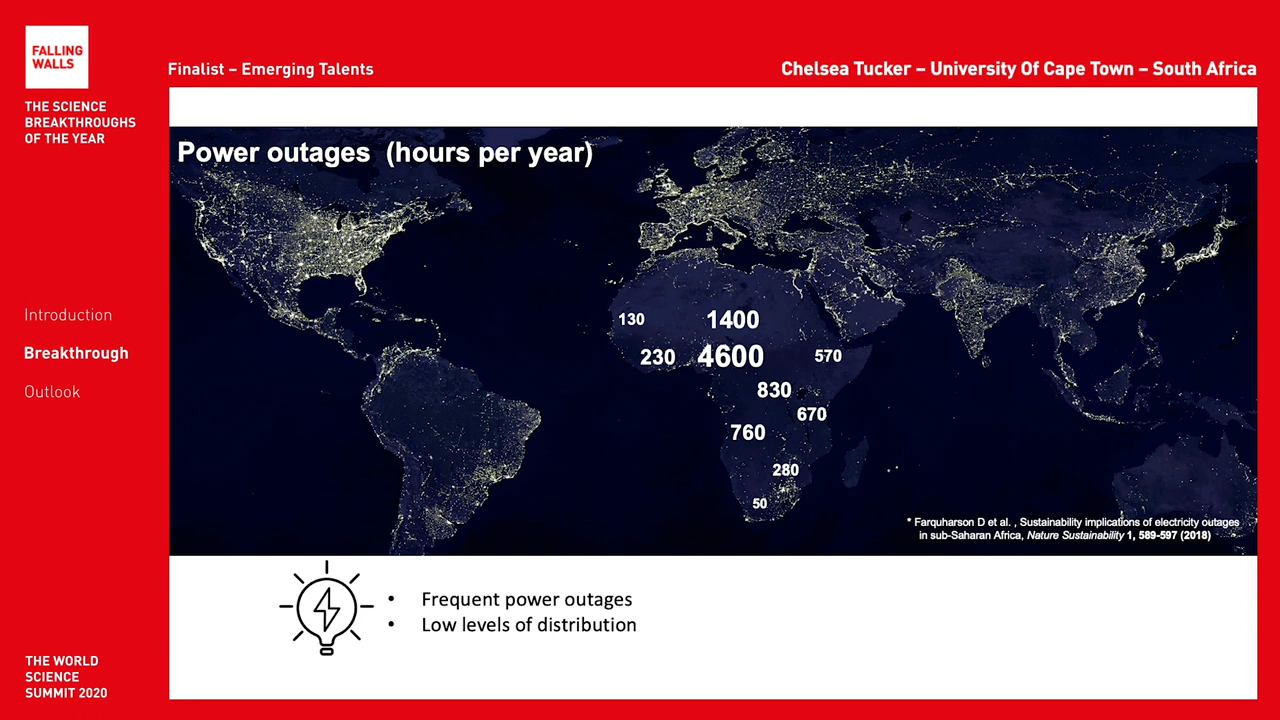 FALLING
WALLS
THE SCIENCE
BREAKTHROUGHS
OF THE YEAR
Finalist – Emerging Talents
Chelsea Tucker – University Of Cape Town – South Africa
Introduction
Breakthrough
Outlook
THE WORLD
SCIENCE
SUMMIT 2020
Power outages (hours per year)
130
1400
230
4600
570
830
670
760
280
50
* Farquharson D et al. , Sustainability implications of electricity outages
in sub-Saharan Africa, Nature Sustainability 1, 589-597 (2018)
• Frequent power outages
• Low levels of distribution